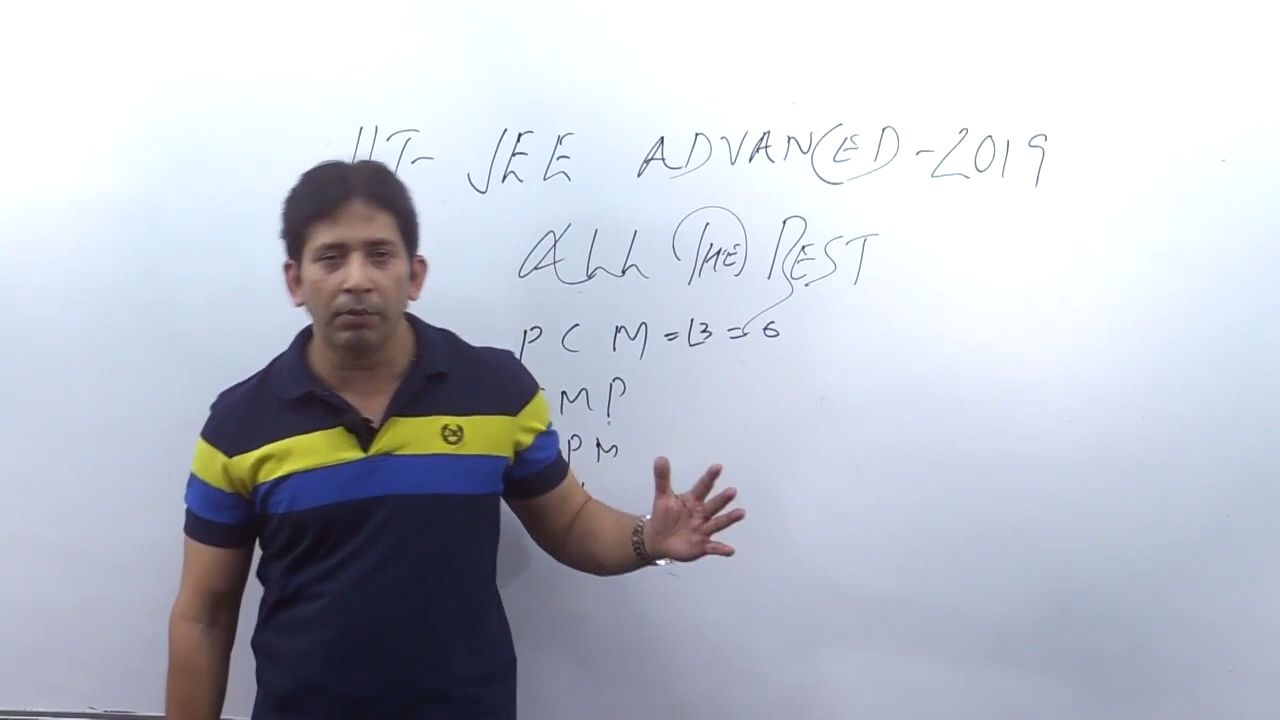 IIT- JEE ADVANCED-2019
ALL THE BEST
P C M = L3 = 6
M P
P M